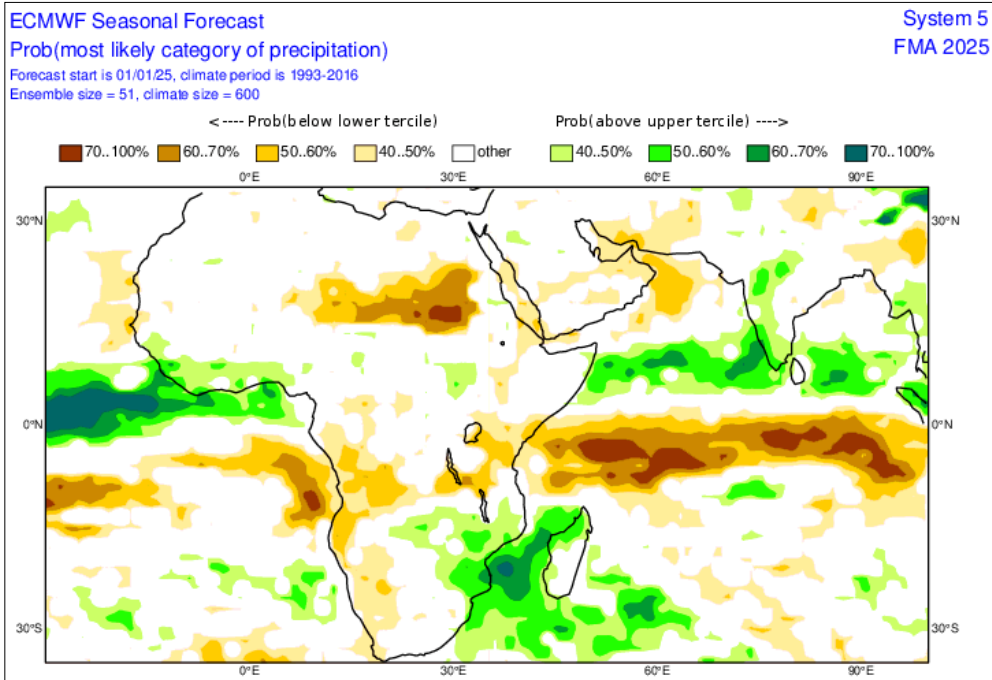 ECMWF Seasonal Forecast
System 5
Prob(most likely category of precipitation)
FMA 2025
Forecast start is 01/01/25, climate period is 1993-2016
Ensemble size = 51, climate size = 600
<---- Prob(below lower tercile)
Prob(above upper tercile) ---->
70..100% 60..70% 50..60% 40..50% other 40..50% 50..60% 60..70% 70..100%
0°E 30°E 60°E 90°E
30°N 30°N
0°N 0°N
30°S 30°S
0°E 30°E 60°E 90°E